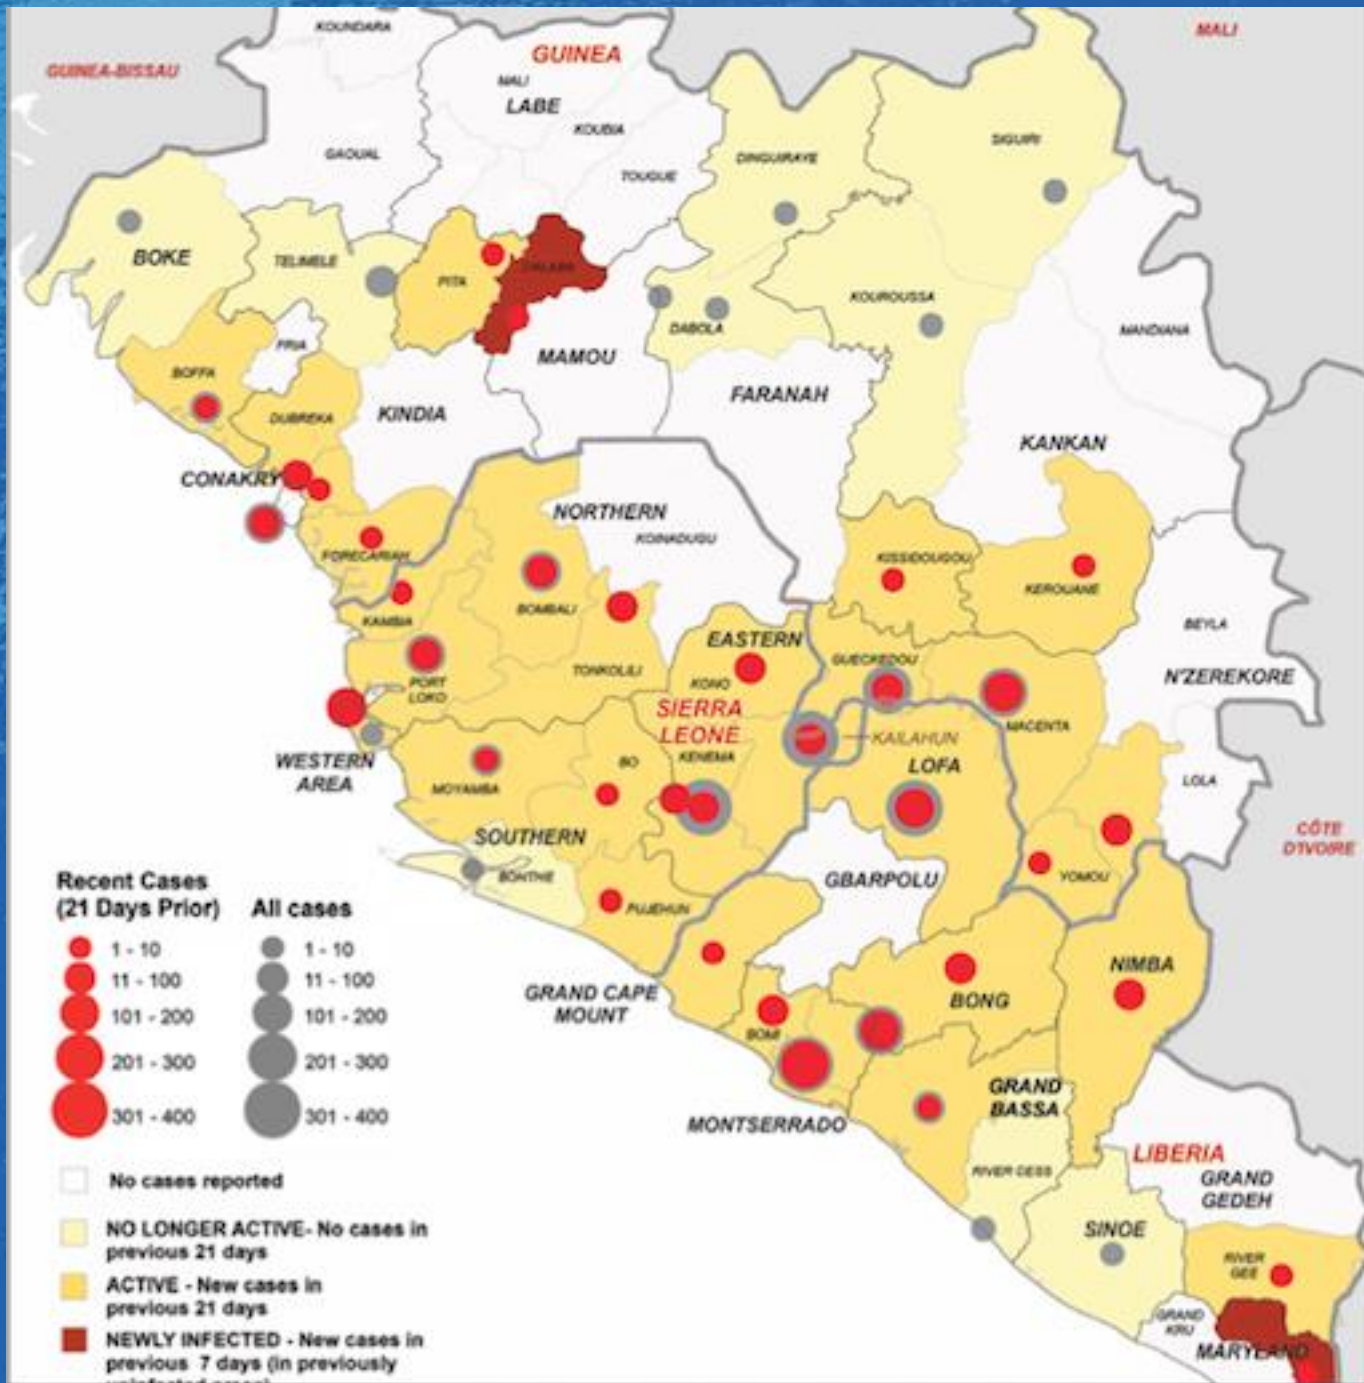 KOUNDARA
GUINEA
MALI
GUINEA-BISSAU
MALI
LABE
KOUBIA
GAOUAL
DINGUIRAYE
SIGUIRI
TOUGUE
BOKE
TELIMELE
PITA
KOUROUSSA
DABOLA
MANDIANA
FRIA
MAMOU
BOFFA
FARANAH
DUBREKA
KINDIA
KANKAN
CONAKRY
NORTHERN
KOINADUGU
FORECARIAH
KISSIDOUGOU
KEROUANE
BOMBALI
KAMBIA
BEYLA
EASTERN
GUECKEDOU
TONKOLILI
KONO
N'ZEREKORE
PORT
LOKO
SIERRA
LEONE
MACENTA
KAILAHUN
WESTERN
AREA
BO
KENEMA
LOFA
MOYAMBA
LOLA
SOUTHERN
CÔTE
D'IVOIRE
BONTHE
GBARPOLU
YOMOU
PUJEHUN
GRAND CAPE
MOUNT
BONG
NIMBA
BOMI
GRAND
BASSA
MONTSERRADO
RIVER CESS
LIBERIA
GRAND
GEDEH
SINOE
RIVER
GEE
GRAND
KRU
MARYLAND
Recent Cases
(21 Days Prior)
All cases
1 - 10
1 - 10
11 - 100
11 - 100
101 - 200
101 - 200
201 - 300
201 - 300
301 - 400
301 - 400
No cases reported
NO LONGER ACTIVE- No cases in
previous 21 days
ACTIVE - New cases in
previous 21 days
NEWLY INFECTED - New cases in
previous 7 days (in previously